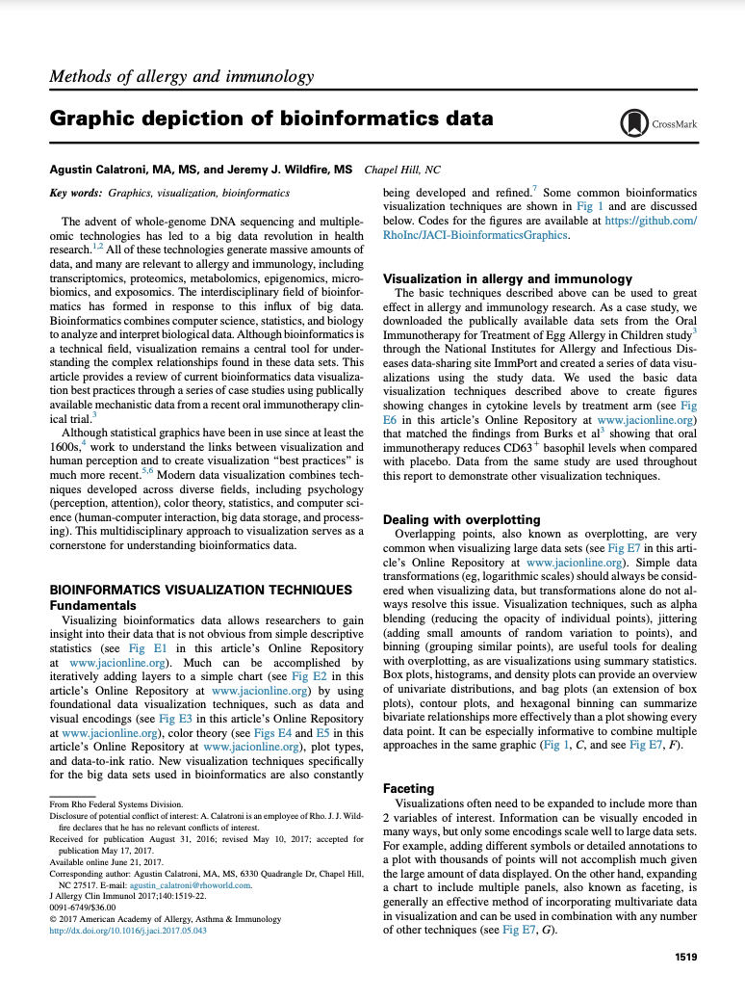 Methods of allergy and immunology
Graphic depiction of bioinformatics data
CrossMark
Agustin Calatroni, MA, MS, and Jeremy J. Wildfire, MS Chapel Hill, NC
Key words: Graphics, visualization, bioinformatics
The advent of whole-genome DNA sequencing and multiple-
omic technologies has led to a big data revolution in health
research.1,2 All of these technologies generate massive amounts of
data, and many are relevant to allergy and immunology, including
transcriptomics, proteomics, metabolomics, epigenomics, micro-
biomics, and exposomics. The interdisciplinary field of bioinfor-
matics has formed in response to this influx of big data.
Bioinformatics combines computer science, statistics, and biology
to analyze and interpret biological data. Although bioinformatics is
a technical field, visualization remains a central tool for under-
standing the complex relationships found in these data sets. This
article provides a review of current bioinformatics data visualiza-
tion best practices through a series of case studies using publically
available mechanistic data from a recent oral immunotherapy clin-
ical trial.3
Although statistical graphics have been in use since at least the
1600s,4 work to understand the links between visualization and
human perception and to create visualization “best practices” is
much more recent.5,6 Modern data visualization combines tech-
niques developed across diverse fields, including psychology
(perception, attention), color theory, statistics, and computer sci-
ence (human-computer interaction, big data storage, and process-
ing). This multidisciplinary approach to visualization serves as a
cornerstone for understanding bioinformatics data.
BIOINFORMATICS VISUALIZATION TECHNIQUES
Fundamentals
Visualizing bioinformatics data allows researchers to gain
insight into their data that is not obvious from simple descriptive
statistics (see Fig E1 in this article’s Online Repository
at www.jacionline.org). Much can be accomplished by
iteratively adding layers to a simple chart (see Fig E2 in this
article’s Online Repository at www.jacionline.org) by using
foundational data visualization techniques, such as data and
visual encodings (see Fig E3 in this article’s Online Repository
at www.jacionline.org), color theory (see Figs E4 and E5 in this
article’s Online Repository at www.jacionline.org), plot types,
and data-to-ink ratio. New visualization techniques specifically
for the big data sets used in bioinformatics are also constantly
From Rho Federal Systems Division.
Disclosure of potential conflict of interest: A. Calatroni is an employee of Rho. J. J. Wild-
fire declares that he has no relevant conflicts of interest.
Received for publication August 31, 2016; revised May 10, 2017; accepted for
publication May 17, 2017.
Available online June 21, 2017.
Corresponding author: Agustin Calatroni, MA, MS, 6330 Quadrangle Dr, Chapel Hill,
NC 27517. E-mail: agustin_calatroni@rhoworld.com.
J Allergy Clin Immunol 2017;140:1519-22.
0091-6749/$36.00
© 2017 American Academy of Allergy, Asthma & Immunology
http://dx.doi.org/10.1016/j.jaci.2017.05.043
being developed and refined.7 Some common bioinformatics
visualization techniques are shown in Fig 1 and are discussed
below. Codes for the figures are available at https://github.com/
RhoInc/JACI-BioinformaticsGraphics.
Visualization in allergy and immunology
The basic techniques described above can be used to great
effect in allergy and immunology research. As a case study, we
downloaded the publically available data sets from the Oral
Immunotherapy for Treatment of Egg Allergy in Children study3
through the National Institutes for Allergy and Infectious Dis-
eases data-sharing site ImmPort and created a series of data visu-
alizations using the study data. We used the basic data
visualization techniques described above to create figures
showing changes in cytokine levels by treatment arm (see Fig
E6 in this article’s Online Repository at www.jacionline.org)
that matched the findings from Burks et al3 showing that oral
immunotherapy reduces CD63+ basophil levels when compared
with placebo. Data from the same study are used throughout
this report to demonstrate other visualization techniques.
Dealing with overplotting
Overlapping points, also known as overplotting, are very
common when visualizing large data sets (see Fig E7 in this arti-
cle’s Online Repository at www.jacionline.org). Simple data
transformations (eg, logarithmic scales) should always be consid-
ered when visualizing data, but transformations alone do not al-
ways resolve this issue. Visualization techniques, such as alpha
blending (reducing the opacity of individual points), jittering
(adding small amounts of random variation to points), and
binning (grouping similar points), are useful tools for dealing
with overplotting, as are visualizations using summary statistics.
Box plots, histograms, and density plots can provide an overview
of univariate distributions, and bag plots (an extension of box
plots), contour plots, and hexagonal binning can summarize
bivariate relationships more effectively than a plot showing every
data point. It can be especially informative to combine multiple
approaches in the same graphic (Fig 1, C, and see Fig E7, F).
Faceting
Visualizations often need to be expanded to include more than
2 variables of interest. Information can be visually encoded in
many ways, but only some encodings scale well to large data sets.
For example, adding different symbols or detailed annotations to
a plot with thousands of points will not accomplish much given
the large amount of data displayed. On the other hand, expanding
a chart to include multiple panels, also known as faceting, is
generally an effective method of incorporating multivariate data
in visualization and can be used in combination with any number
of other techniques (see Fig E7, G).
1519